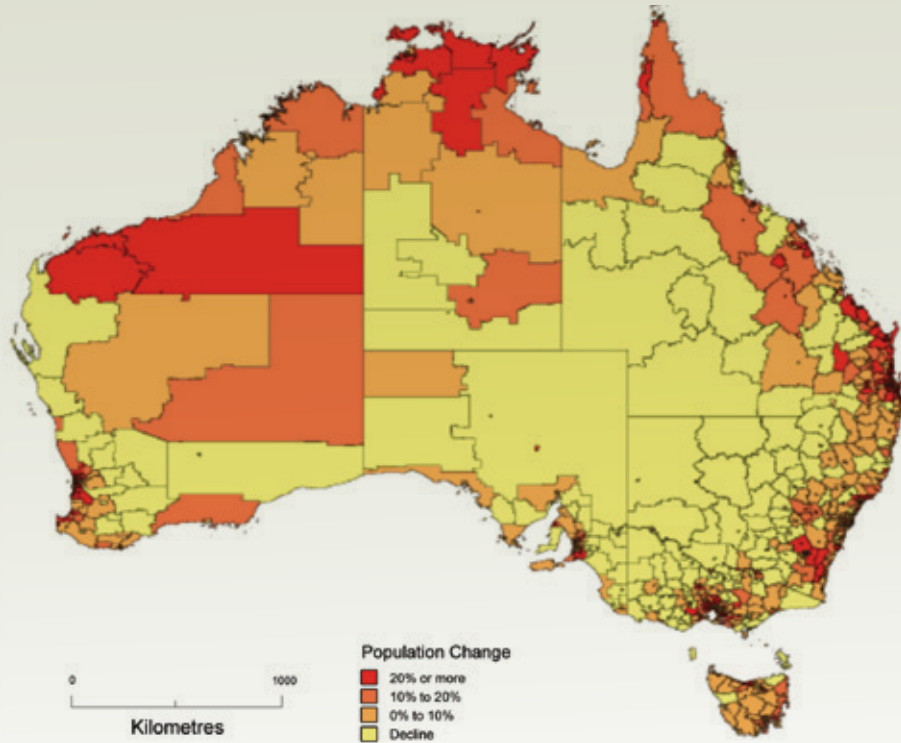 Population Change
20% or more
10% to 20%
0% to 10%
Decline
0 1000
Kilometres